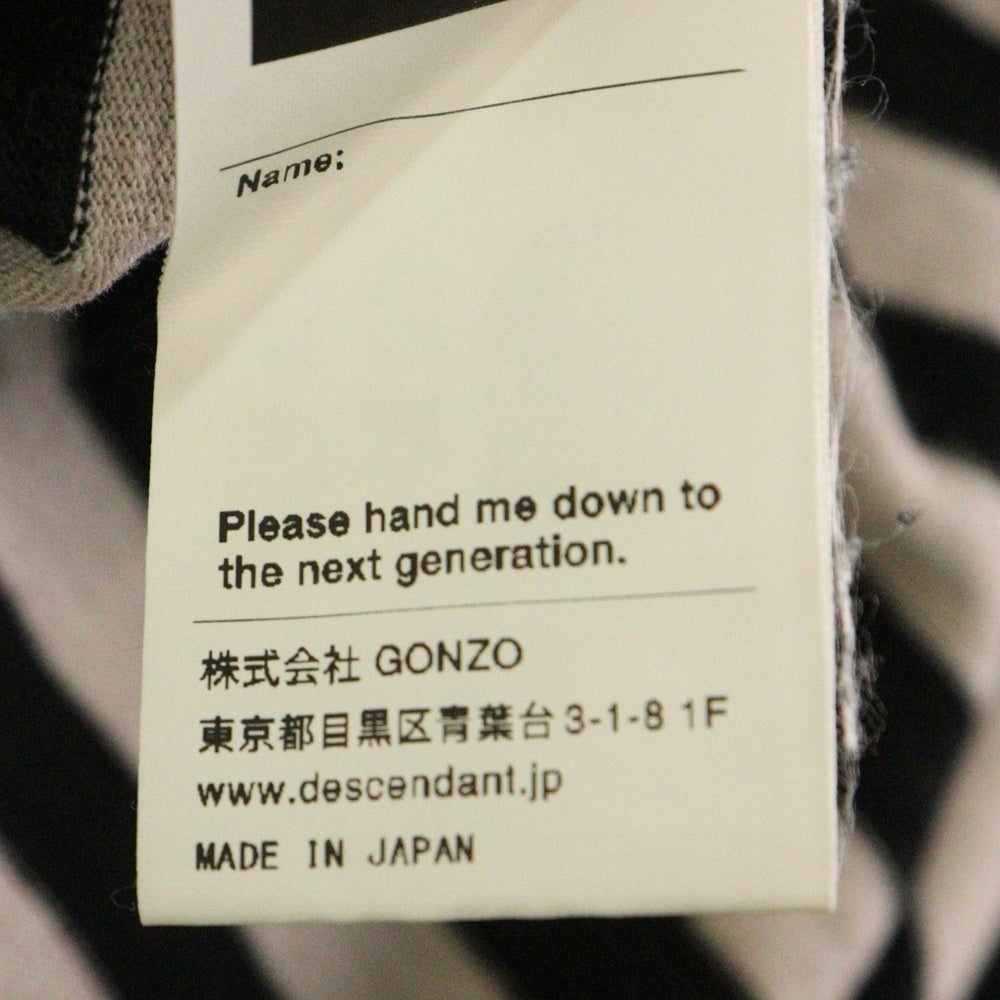 Name:
Please hand me down to
the next generation.
株式会社 GONZO
東京都目黒区青葉台3-1-8 1F
www.descendant.jp
MADE IN JAPAN